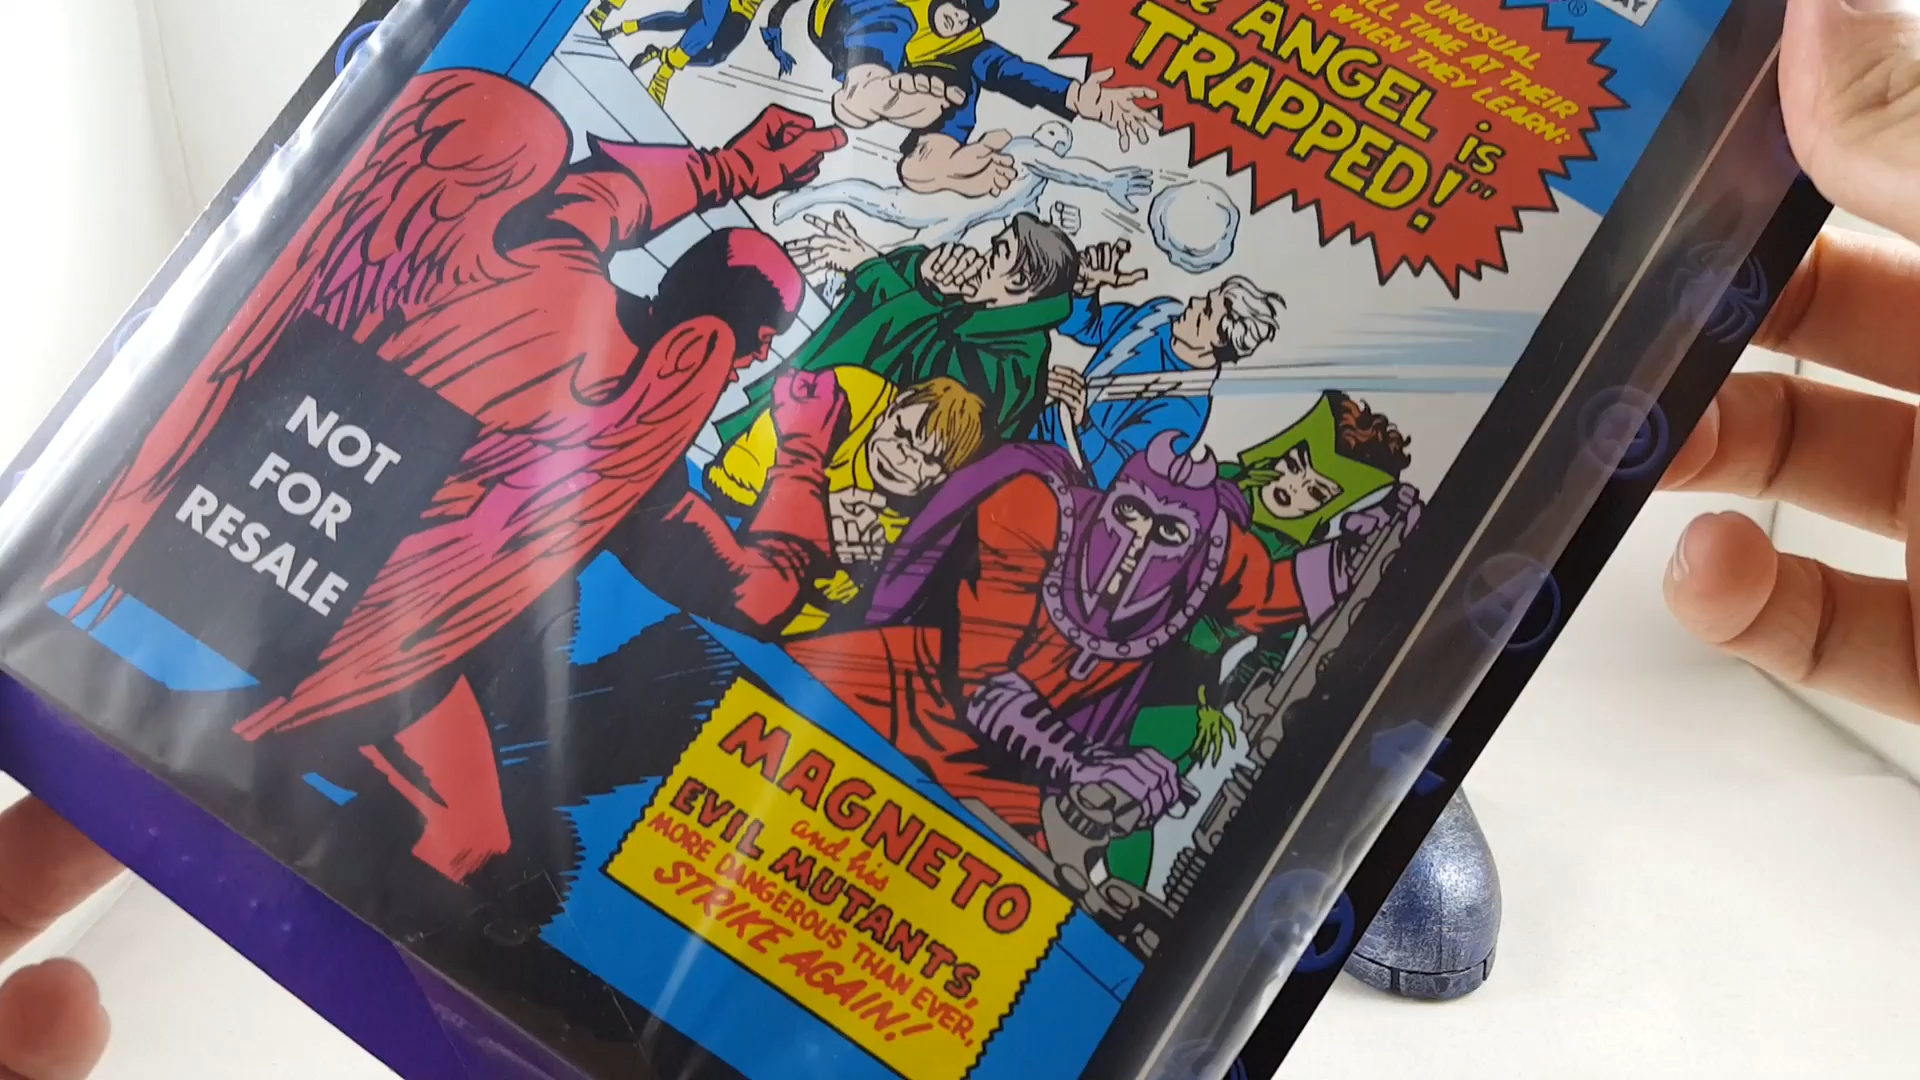 UNUSUAL
ALL TIME AT THEIR
WHEN THEY LEARN:
ANGEL is
TRAPPED!"
NOT
FOR
RESALE
MAGNETO
and his
EVIL MUTANTS,
MORE DANGEROUS THAN EVER,
STRIKE AGAIN!